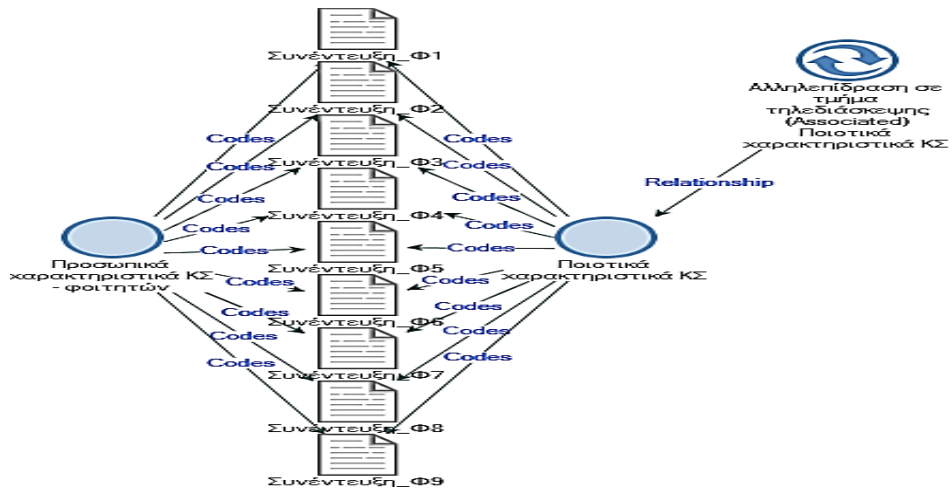 Συνέντευξη_Φ1
Συνέντευξη_Φ2
Συνέντευξη_Φ3
Συνέντευξη_Φ4
Συνέντευξη_Φ5
Συνέντευξη_Φ6
Συνέντευξη_Φ7
Συνέντευξη_Φ8
Συνέντευξη_Φ9
Codes
Codes
Codes
Codes
Codes
Codes
Codes
Codes
Codes
Προσωπικά
χαρακτηριστικά ΚΣ
- φοιτητών
Codes
Codes
Codes
Codes
Codes
Codes
Codes
Codes
Codes
Ποιοτικά
χαρακτηριστικά ΚΣ
Αλληλεπίδραση σε
τμήμα
τηλεδιάσκεψης
(Associated)
Ποιοτικά
χαρακτηριστικά ΚΣ
Relationship